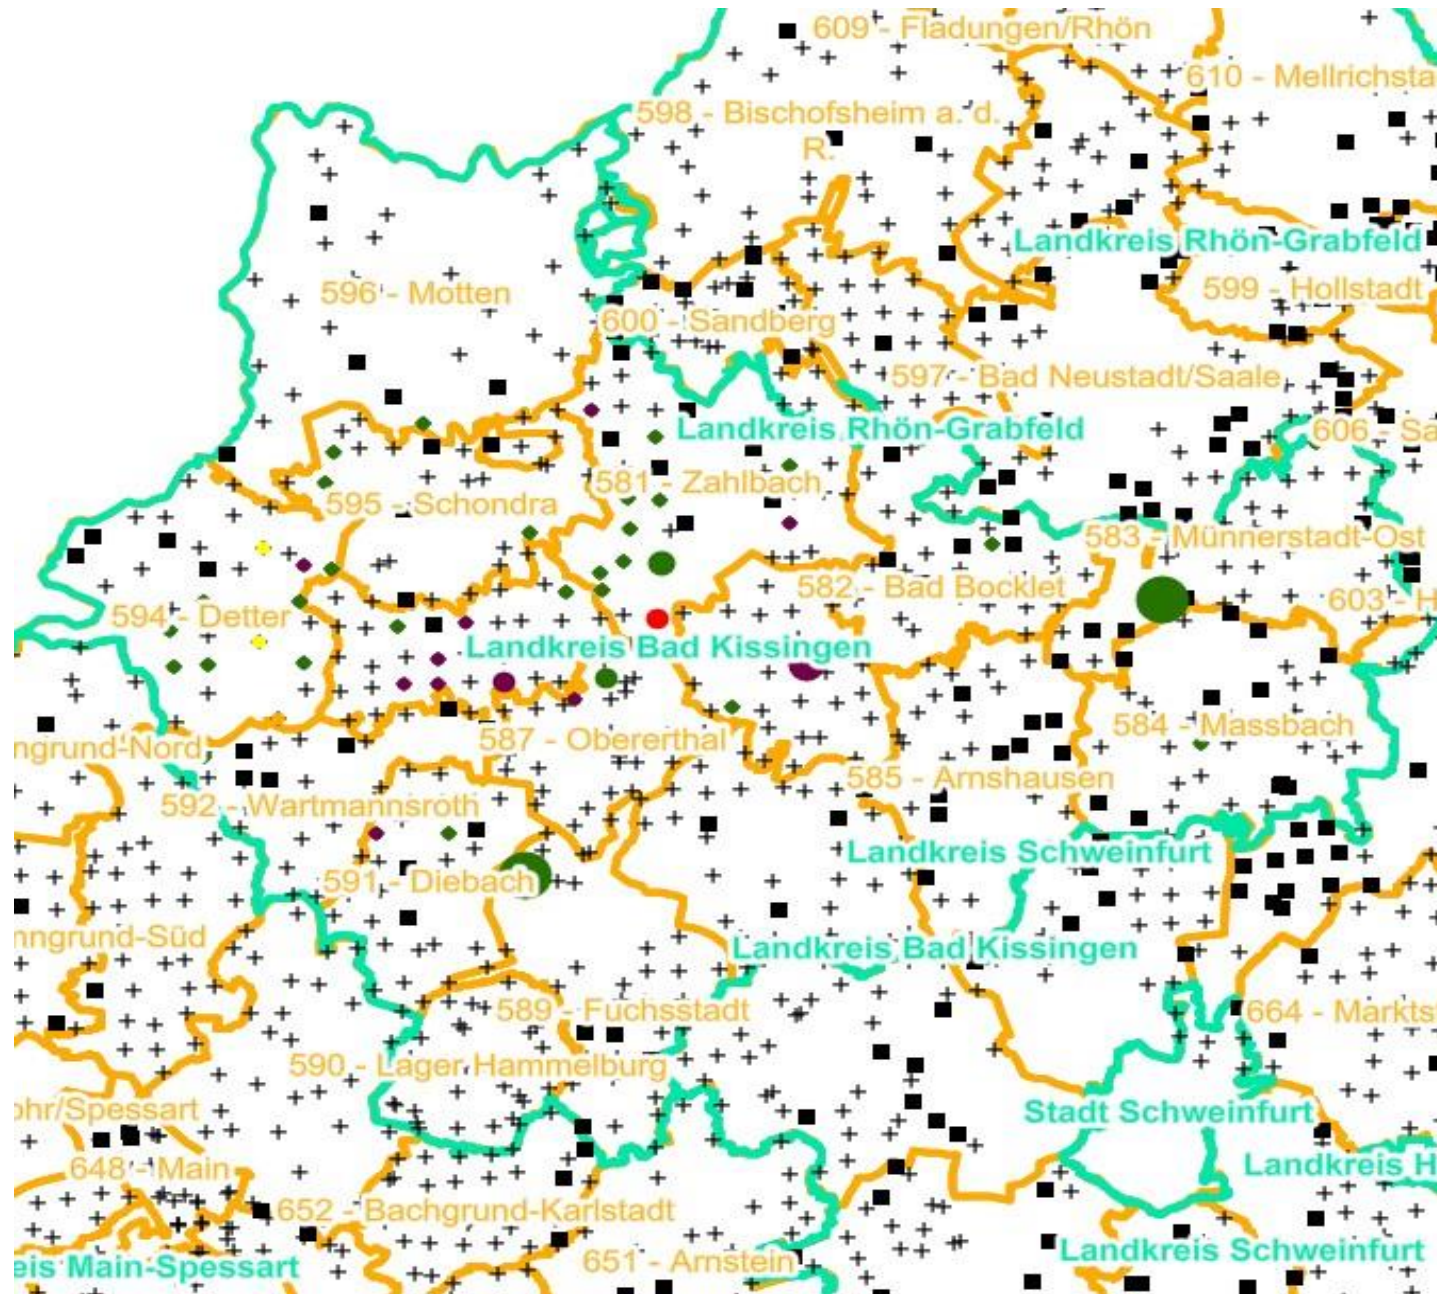 609 - Fladungen/Rhön
610 - Mellrichsta
598 - Bischofsheim a. d.
R.
Landkreis Rhön-Grabfeld
596 - Motten
599 - Hollstadt
600 - Sandberg
597 - Bad Neustadt/Saale
Landkreis Rhön-Grabfeld
606 - Sa
581 - Zahlbach
595 - Schondra
583 - Münnerstadt-Ost
582 - Bad Bocklet
603 - H
594 - Detter
Landkreis Bad Kissingen
584 - Massbach
587 - Obererthal
ngrund-Nord
585 - Arnshausen
592 - Wartmannsroth
Landkreis Schweinfurt
591 - Diebach
nngrund-Süd
Landkreis Bad Kissingen
589 - Fuchsstadt
664 - Markts
590 - Lager Hammelburg
ohr/Spessart
Stadt Schweinfurt
648 - Main
Landkreis H
652 - Bachgrund-Karlstadt
Landkreis Schweinfurt
651 - Arnstein
eis Main-Spessart